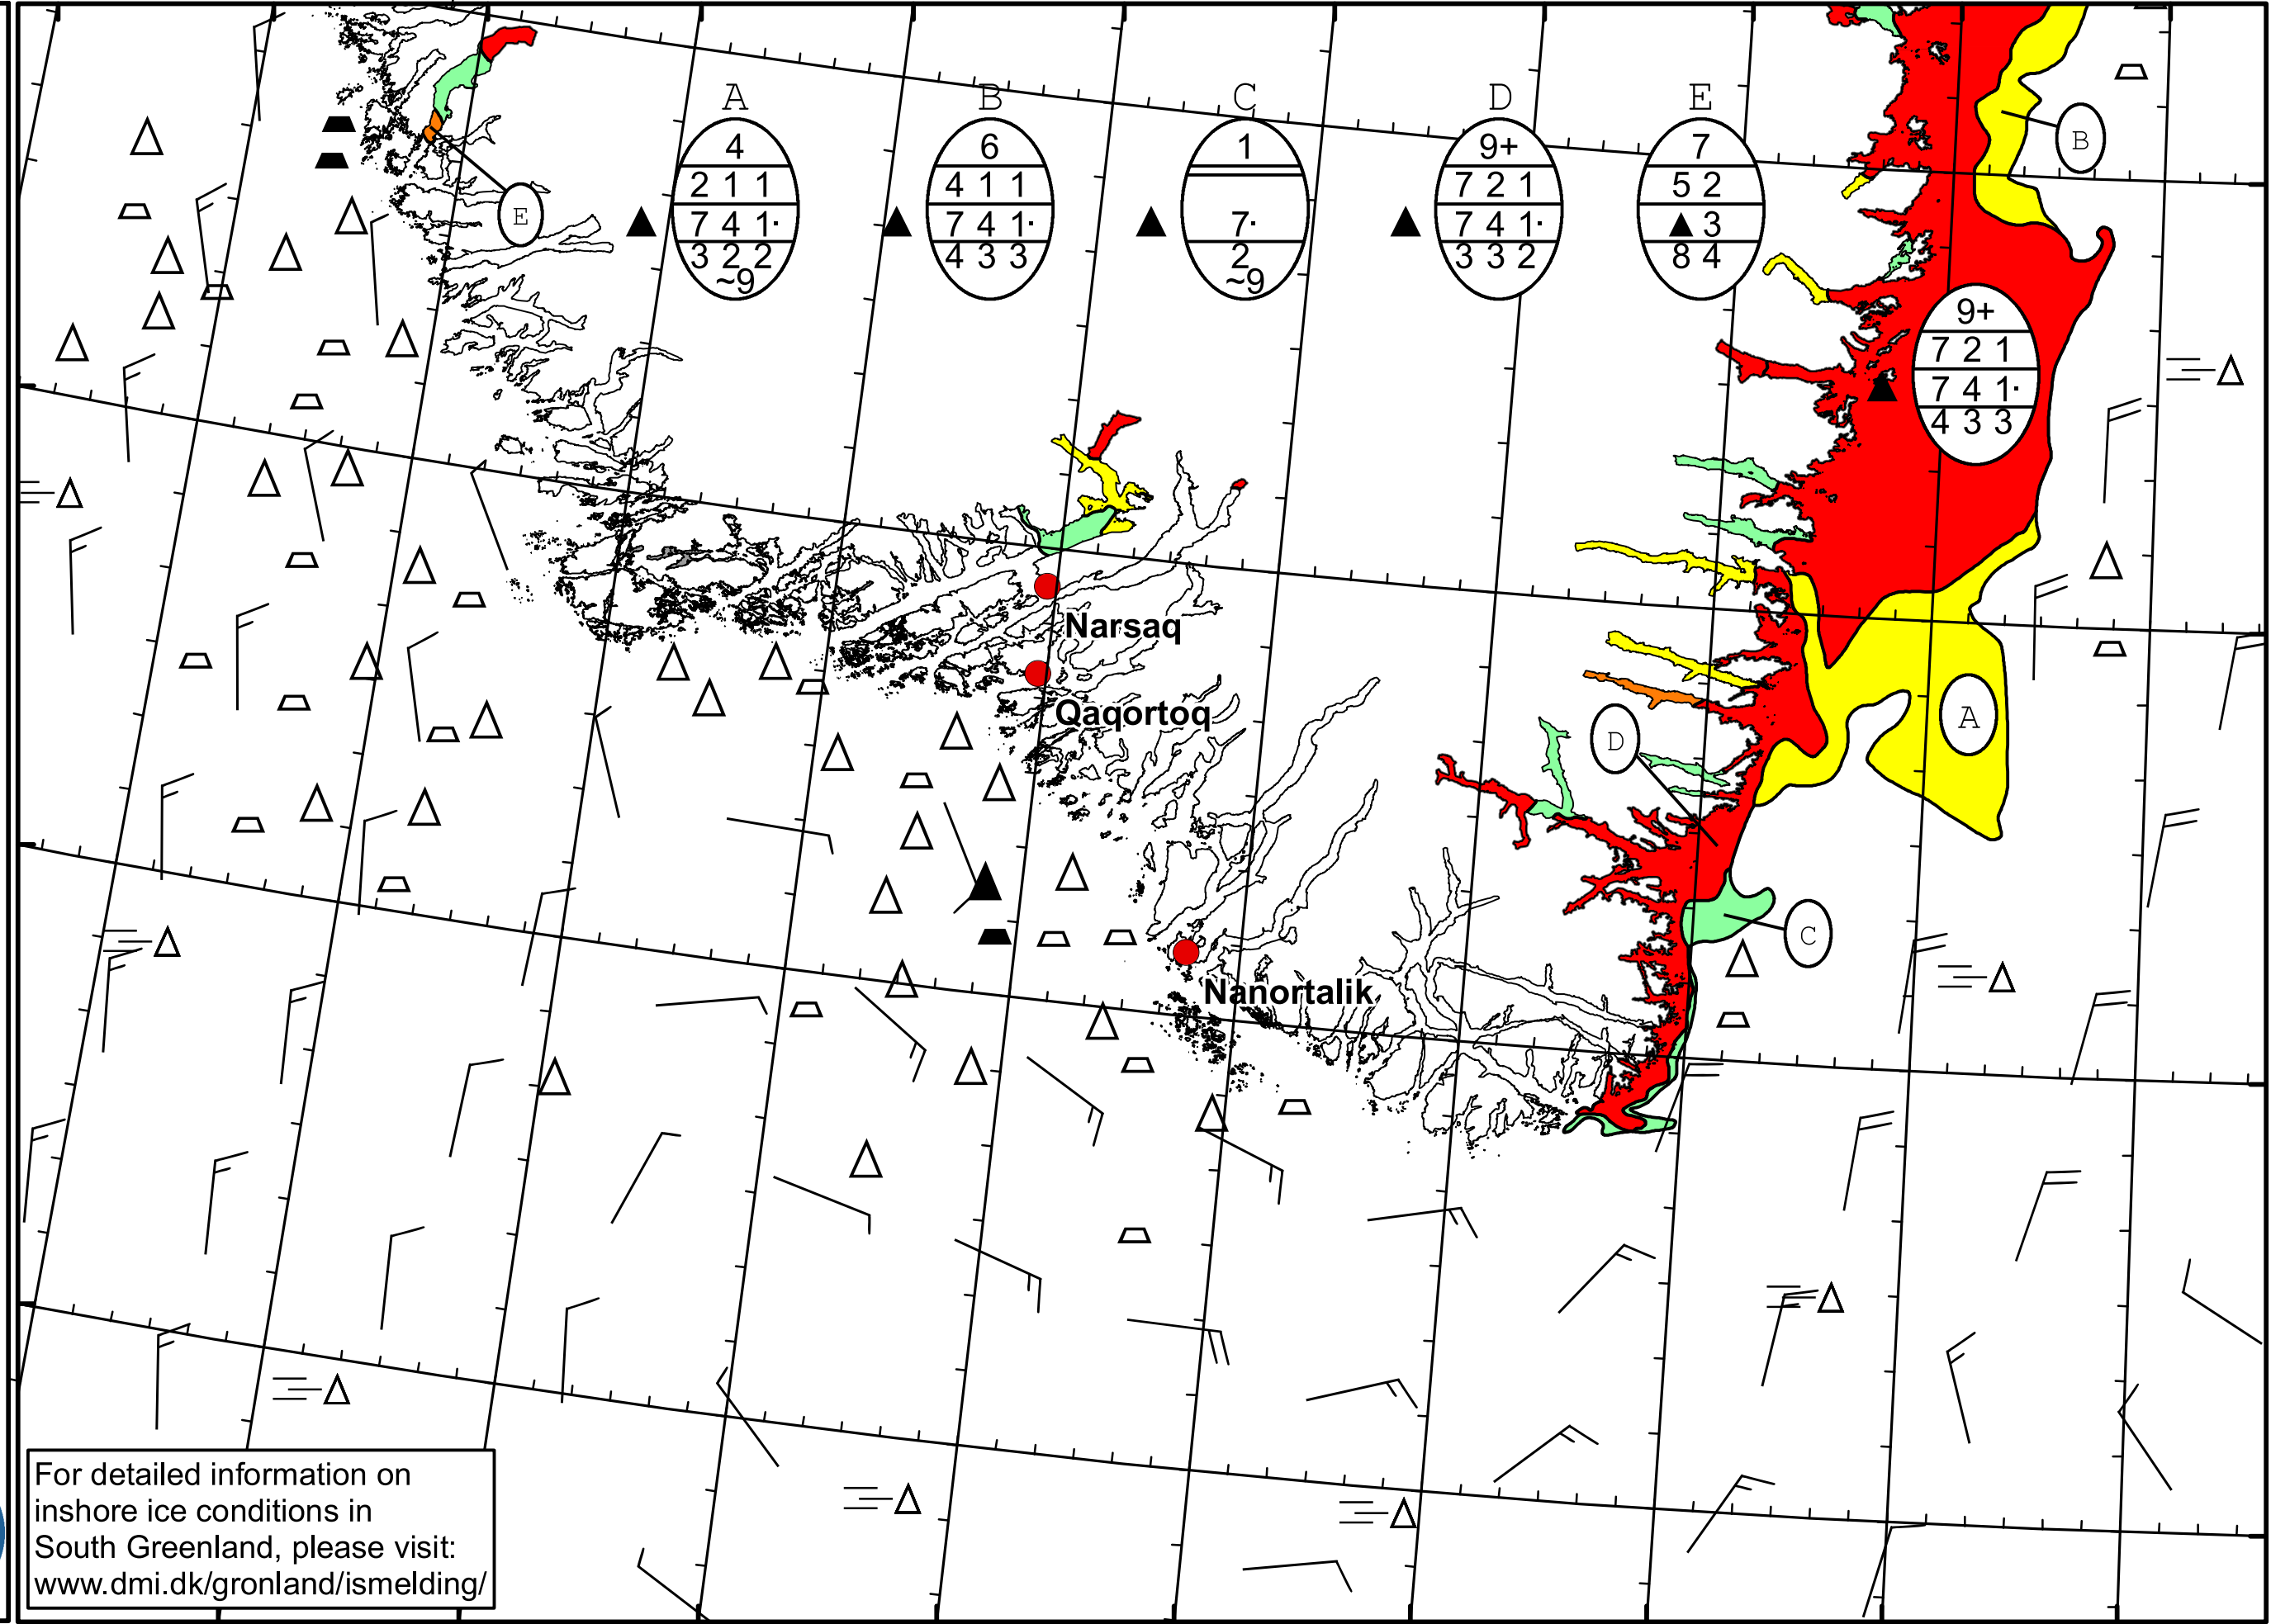 A B C D E
4
2 1 1
7 4 1·
3 2 2
~9
6
4 1 1
7 4 1·
4 3 3
1
7·
2
~9
9+
7 2 1
7 4 1·
3 3 2
7
5 2
3
8 4
B
E
9+
7 2 1
7 4 1·
4 3 3
Narsaq
Qaqortoq
A
D
C
Nanortalik
For detailed information on
inshore ice conditions in
South Greenland, please visit:
www.dmi.dk/gronland/ismelding/